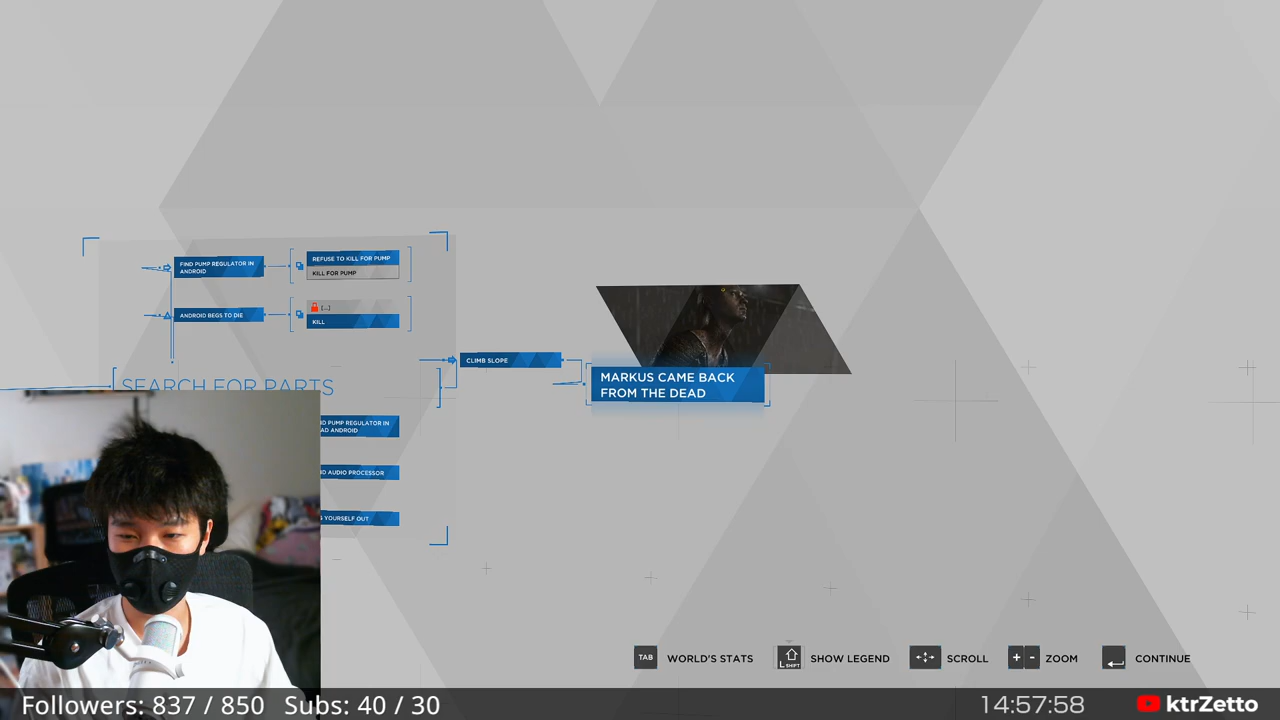 FIND PUMP REGULATOR IN
ANDROID
REFUSE TO KILL FOR PUMP
KILL FOR PUMP
ANDROID BEGS TO DIE
[...]
KILL
SEARCH FOR PARTS
CLIMB SLOPE
MARKUS CAME BACK
FROM THE DEAD
PUMP REGULATOR IN
ANDROID
AUDIO PROCESSOR
YOURSELF OUT
TAB
WORLD'S STATS
L SHIFT
SHOW LEGEND
SCROLL
+ -
ZOOM
CONTINUE
Followers: 837 / 850 Subs: 40 / 30
14:57:58
ktrZetto